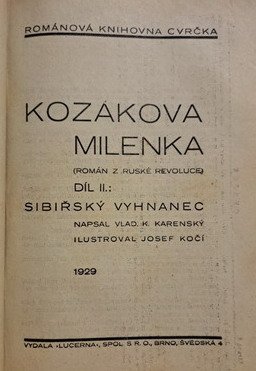 ROMÁNOVÁ KNIHOVNA CVRČKA
KOZÁKOVA
MILENKA
(ROMÁN Z RUSKÉ REVOLUCE)
DÍL II.:
SIBIŘSKÝ VYHNANEC
NAPSAL VLAD. K. KARENSKÝ
ILUSTROVAL JOSEF KOČÍ
1929
VYDALA »LUCERNA«, SPOL. S R. O., BRNO, ŠVÉDSKÁ 4